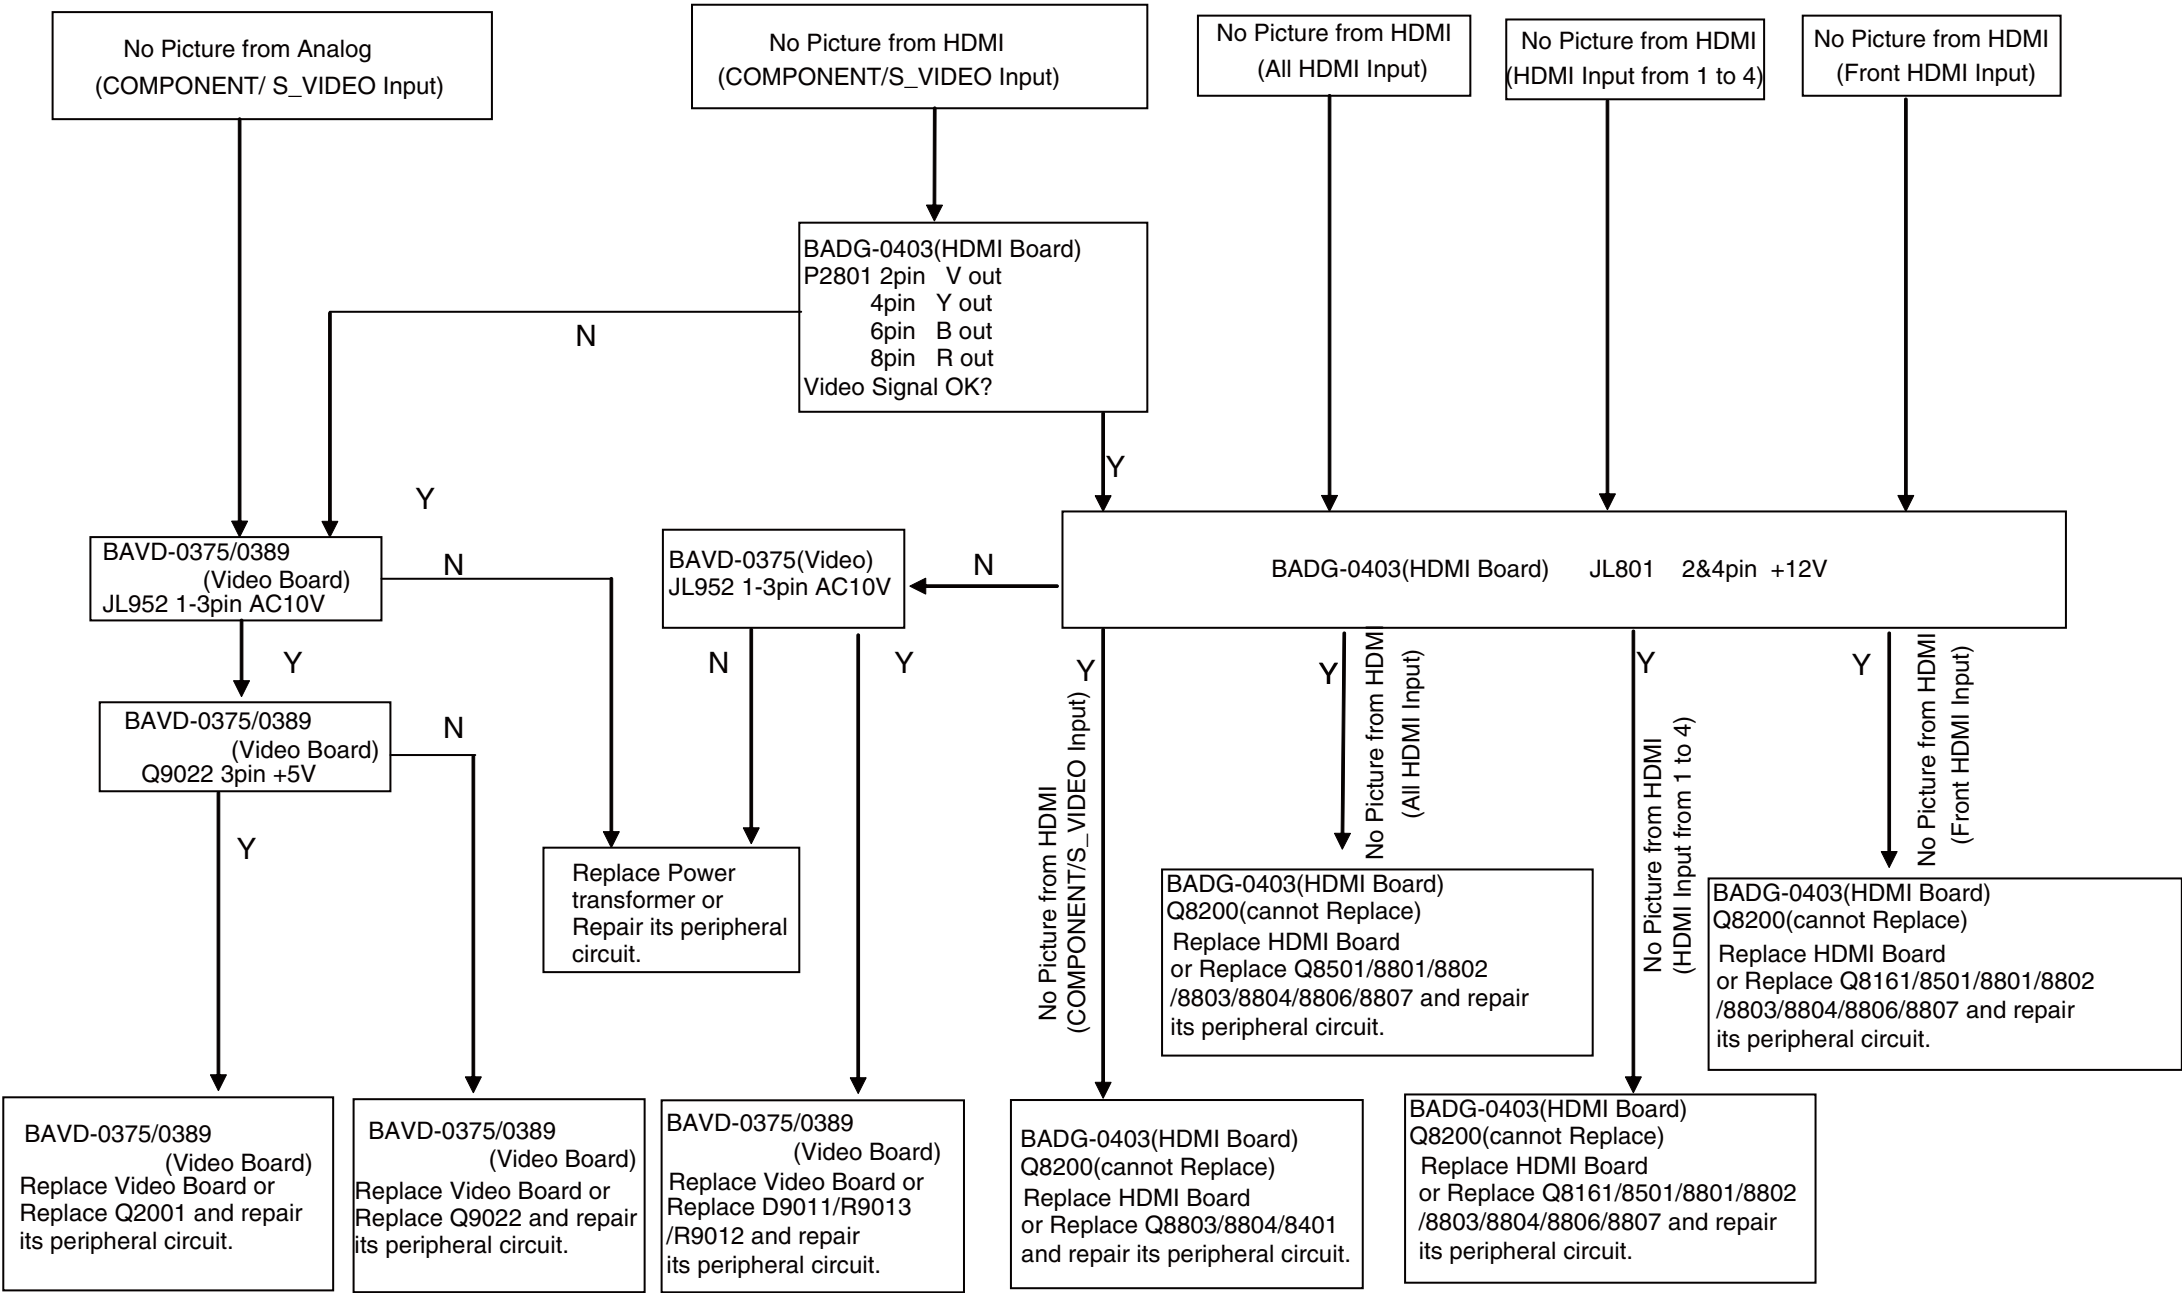 No Picture from Analog
(COMPONENT/ S_VIDEO Input)
No Picture from HDMI
(COMPONENT/S_VIDEO Input)
No Picture from HDMI
(All HDMI Input)
No Picture from HDMI
(HDMI Input from 1 to 4)
No Picture from HDMI
(Front HDMI Input)
BADG-0403(HDMI Board)
P2801 2pin V out
4pin Y out
6pin B out
8pin R out
Video Signal OK?
N
Y
Y
BAVD-0375/0389
(Video Board)
JL952 1-3pin AC10V
N
BAVD-0375(Video)
JL952 1-3pin AC10V
N
BADG-0403(HDMI Board) JL801 2&4pin +12V
Y
N
Y
Y
No Picture from HDMI
(COMPONENT/S_VIDEO Input)
Y
No Picture from HDMI
(All HDMI Input)
Y
No Picture from HDMI
(HDMI Input from 1 to 4)
Y
No Picture from HDMI
(Front HDMI Input)
BAVD-0375/0389
(Video Board)
Q9022 3pin +5V
N
Y
Replace Power
transformer or
Repair its peripheral
circuit.
BADG-0403(HDMI Board)
Q8200(cannot Replace)
Replace HDMI Board
or Replace Q8501/8801/8802
/8803/8804/8806/8807 and repair
its peripheral circuit.
BADG-0403(HDMI Board)
Q8200(cannot Replace)
Replace HDMI Board
or Replace Q8161/8501/8801/8802
/8803/8804/8806/8807 and repair
its peripheral circuit.
BAVD-0375/0389
(Video Board)
Replace Video Board or
Replace Q2001 and repair
its peripheral circuit.
BAVD-0375/0389
(Video Board)
Replace Video Board or
Replace Q9022 and repair
its peripheral circuit.
BAVD-0375/0389
(Video Board)
Replace Video Board or
Replace D9011/R9013
/R9012 and repair
its peripheral circuit.
BADG-0403(HDMI Board)
Q8200(cannot Replace)
Replace HDMI Board
or Replace Q8803/8804/8401
and repair its peripheral circuit.
BADG-0403(HDMI Board)
Q8200(cannot Replace)
Replace HDMI Board
or Replace Q8161/8501/8801/8802
/8803/8804/8806/8807 and repair
its peripheral circuit.